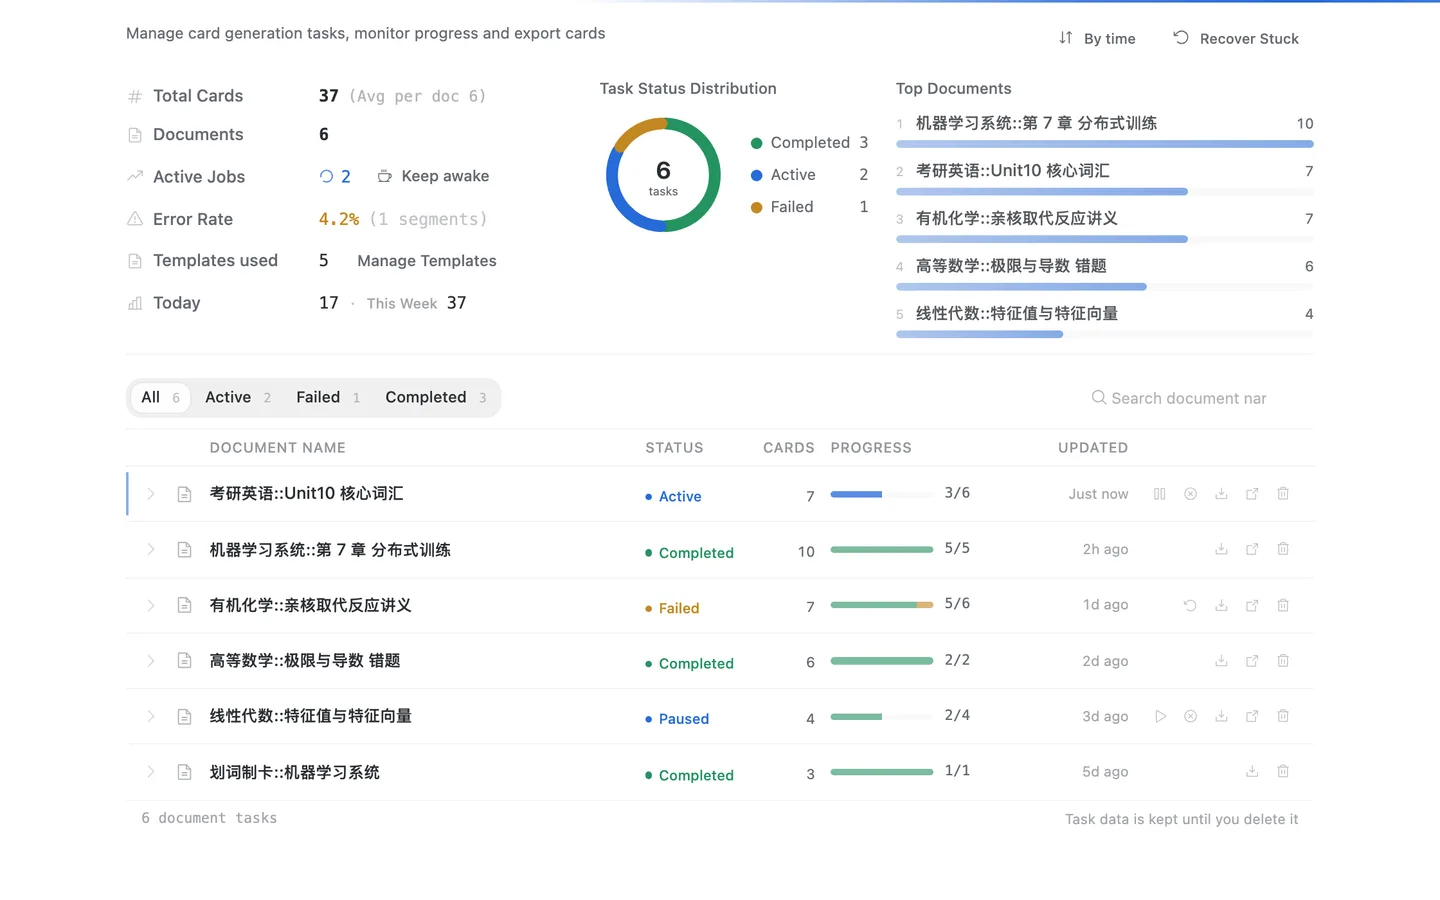 Manage card generation tasks, monitor progress and export cards
By time
Recover Stuck
Total Cards 37 (Avg per doc 6)
Documents 6
Active Jobs 2 Keep awake
Error Rate 4.2% (1 segments)
Templates used 5 Manage Templates
Today 17 · This Week 37
Task Status Distribution
6
tasks
Completed 3
Active 2
Failed 1
Top Documents
1 机器学习系统::第 7 章 分布式训练 10
2 考研英语::Unit10 核心词汇 7
3 有机化学::亲核取代反应讲义 7
4 高等数学::极限与导数 错题 6
5 线性代数::特征值与特征向量 4
All 6 Active 2 Failed 1 Completed 3
Search document nar
DOCUMENT NAME STATUS CARDS PROGRESS UPDATED
考研英语::Unit10 核心词汇 Active 7 3/6 Just now
机器学习系统::第 7 章 分布式训练 Completed 10 5/5 2h ago
有机化学::亲核取代反应讲义 Failed 7 5/6 1d ago
高等数学::极限与导数 错题 Completed 6 2/2 2d ago
线性代数::特征值与特征向量 Paused 4 2/4 3d ago
划词制卡::机器学习系统 Completed 3 1/1 5d ago
6 document tasks
Task data is kept until you delete it